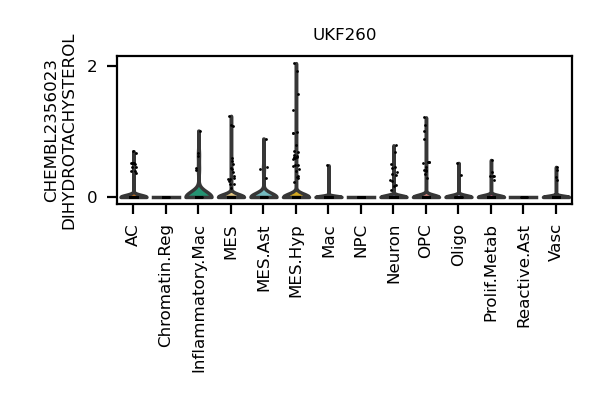 UKF260
CHEMBL2356023
DIHYDROTACHYSTEROL
2
0
AC
Chromatin.Reg
Inflammatory.Mac
MES
MES.Ast
MES.Hyp
Mac
NPC
Neuron
OPC
Oligo
Prolif.Metab
Reactive.Ast
Vasc